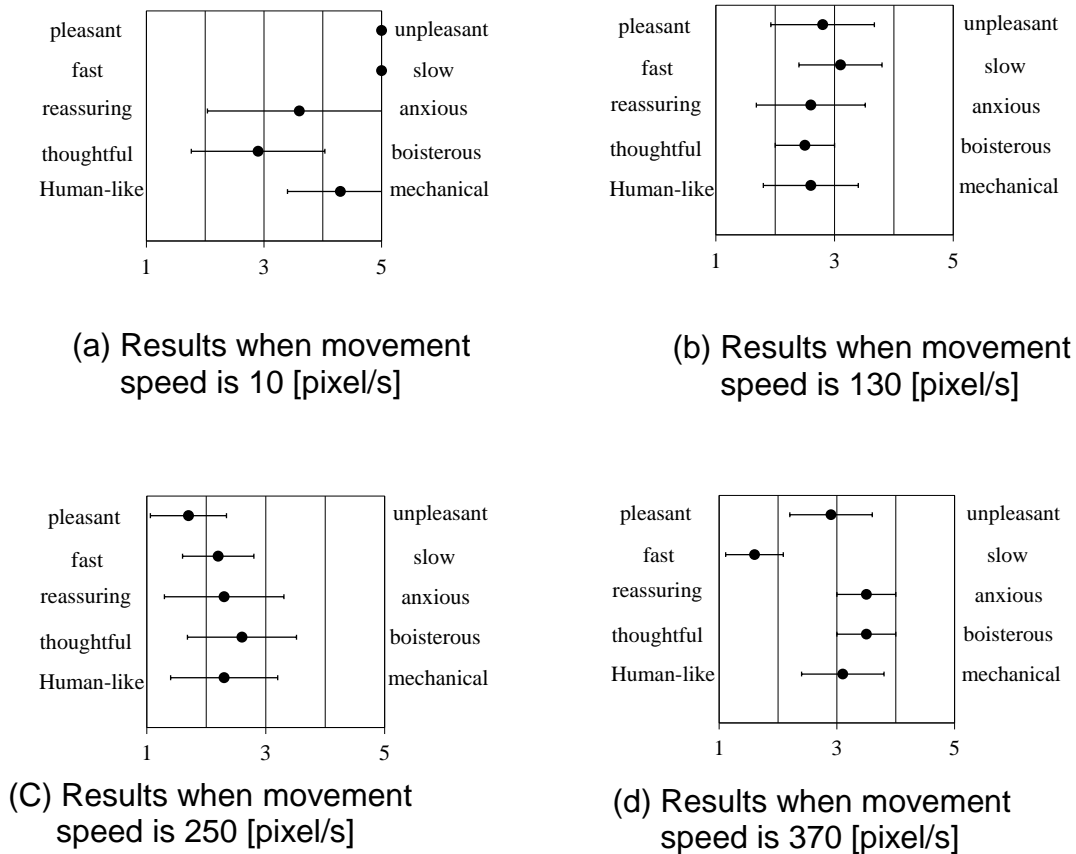 pleasant unpleasant
fast slow
reassuring anxious
thoughtful boisterous
Human-like mechanical
1 3 5
(a) Results when movement
speed is 10 [pixel/s]
pleasant unpleasant
fast slow
reassuring anxious
thoughtful boisterous
Human-like mechanical
1 3 5
(b) Results when movement
speed is 130 [pixel/s]
pleasant unpleasant
fast slow
reassuring anxious
thoughtful boisterous
Human-like mechanical
1 3 5
(C) Results when movement
speed is 250 [pixel/s]
pleasant unpleasant
fast slow
reassuring anxious
thoughtful boisterous
Human-like mechanical
1 3 5
(d) Results when movement
speed is 370 [pixel/s]